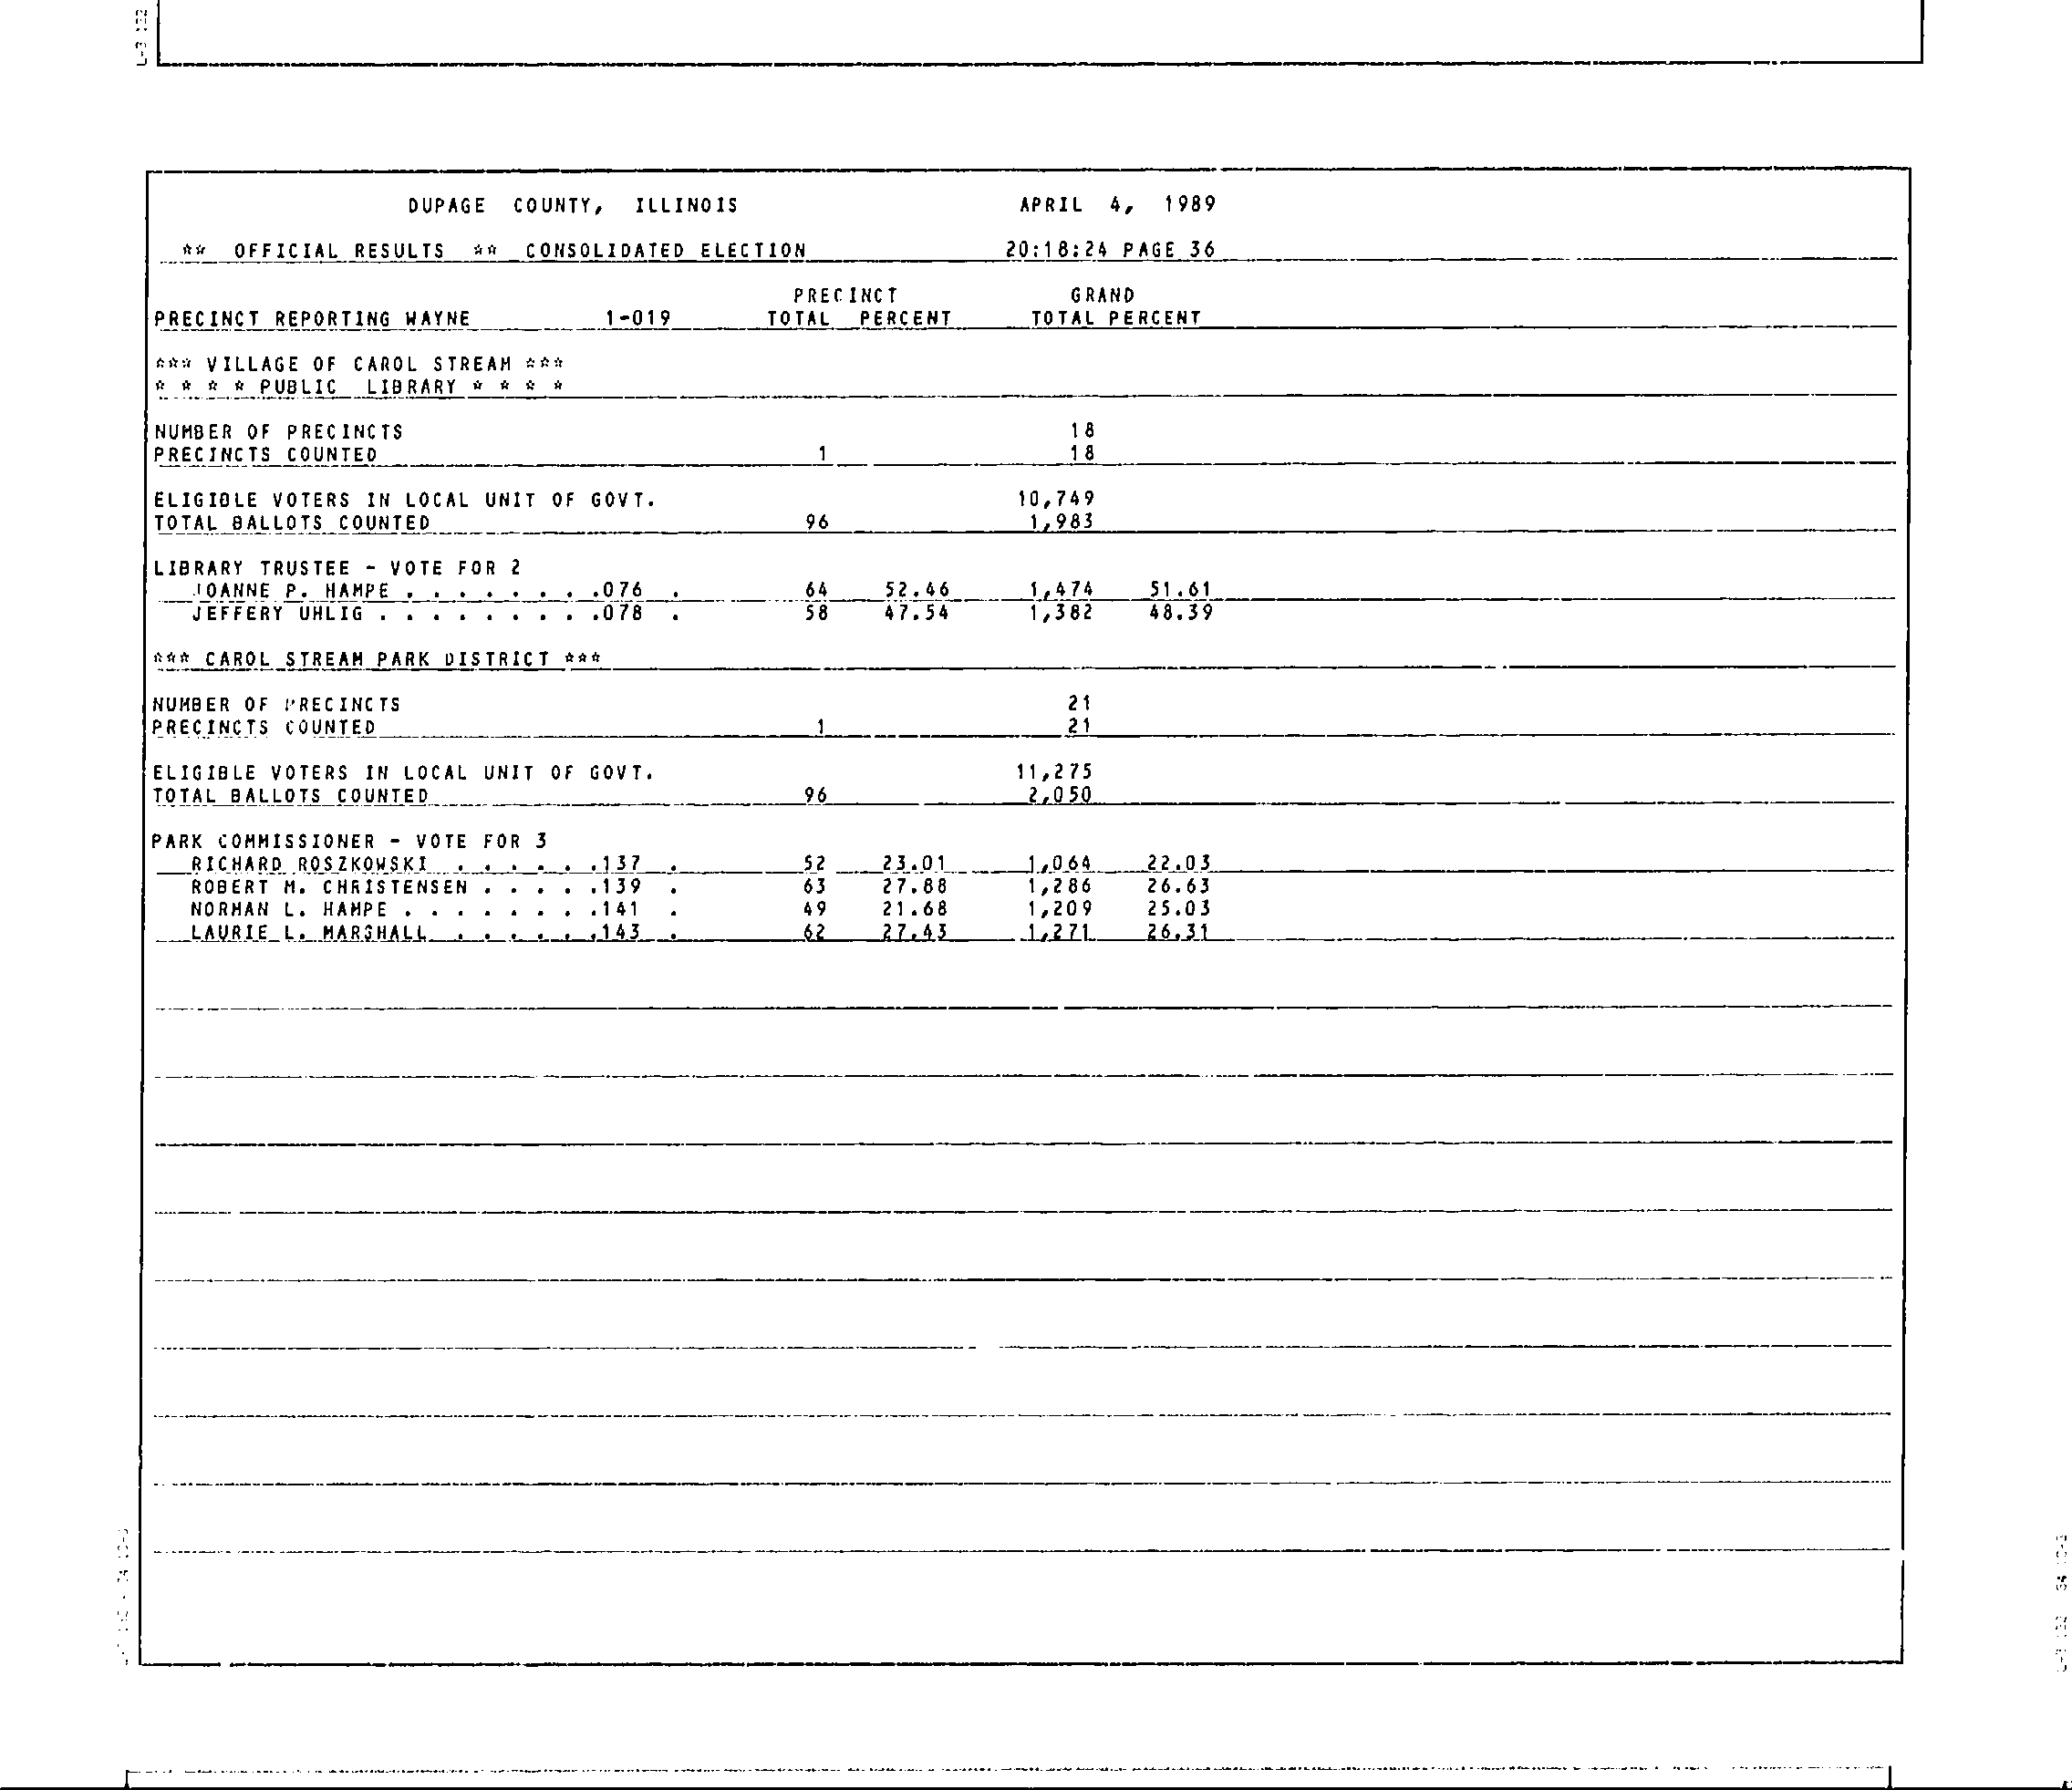 DUPAGE COUNTY, ILLINOIS APRIL 4, 1989
** OFFICIAL RESULTS ** CONSOLIDATED ELECTION 20:18:24 PAGE 36
PRECINCT GRAND
PRECINCT REPORTING WAYNE 1-019 TOTAL PERCENT TOTAL PERCENT
*** VILLAGE OF CAROL STREAM ***
* * * * PUBLIC LIBRARY * * * *
NUMBER OF PRECINCTS 18
PRECINCTS COUNTED 1 18
ELIGIBLE VOTERS IN LOCAL UNIT OF GOVT. 10,749
TOTAL BALLOTS COUNTED 96 1,983
LIBRARY TRUSTEE - VOTE FOR 2
JOANNE P. HAMPE . . . . . . . .076 . 64 52.46 1,474 51.61
JEFFERY UHLIG . . . . . . . . .078 . 58 47.54 1,382 48.39
*** CAROL STREAM PARK DISTRICT ***
NUMBER OF PRECINCTS 21
PRECINCTS COUNTED 1 21
ELIGIBLE VOTERS IN LOCAL UNIT OF GOVT. 11,275
TOTAL BALLOTS COUNTED 96 2,050
PARK COMMISSIONER - VOTE FOR 3
RICHARD ROSZKOWSKI . . . . . .137 . 52 23.01 1,064 22.03
ROBERT M. CHRISTENSEN . . . . .139 . 63 27.88 1,286 26.63
NORMAN L. HAMPE . . . . . . . .141 . 49 21.68 1,209 25.03
LAURIE L. MARSHALL . . . . . .143 . 62 27.43 1,271 26.31